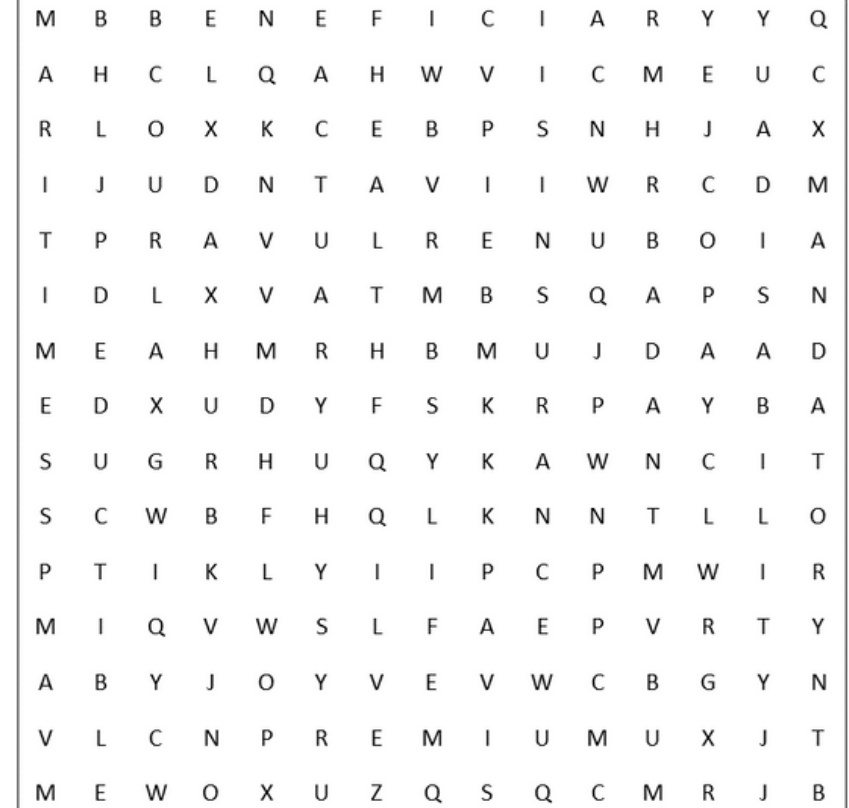 M B B E N E F I C I A R Y Y Q
A H C L Q A H W V I C M E U C
R L O X K C E B P S N H J A X
I J U D N T A V I I W R C D M
T P R A V U L R E N U B O I A
I D L X V A T M B S Q A P S N
M E A H M R H B M U J D A A D
E D X U D Y F S K R P A Y B A
S U G R H U Q Y K A W N C I T
S C W B F H Q L K N N T L L O
P T I K L Y I I P C P M W I R
M I Q V W S L F A E P V R T Y
A B Y J O Y V E V W C B G Y N
V L C N P R E M I U M U X J T
M E W O X U Z Q S Q C M R J B